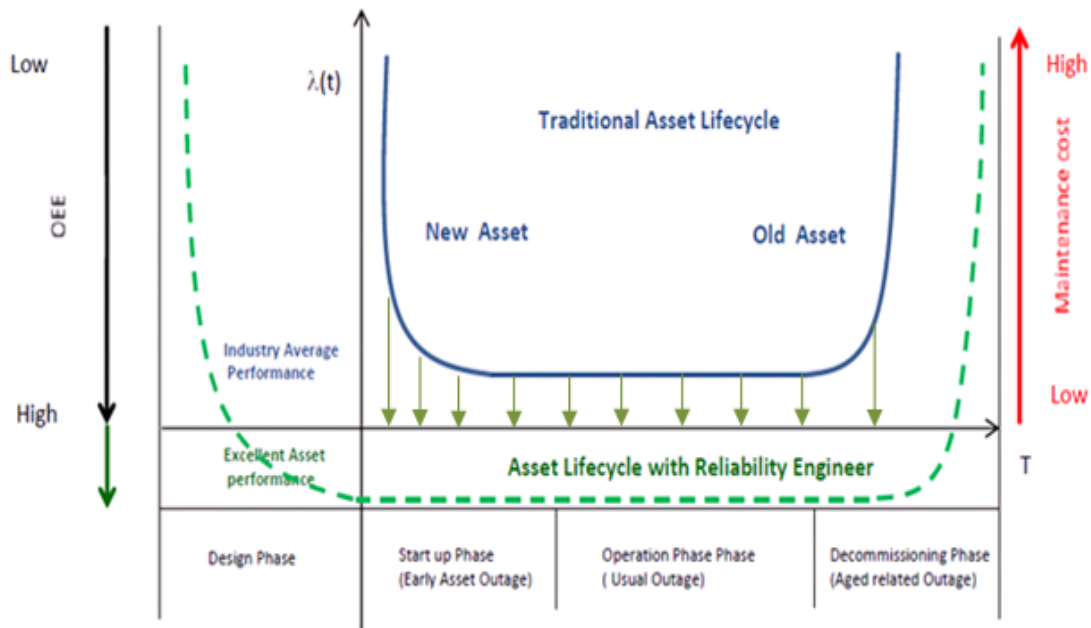 Low
OEE
High
λ(t)
Traditional Asset Lifecycle
New Asset
Old Asset
High
Maintenance cost
Low
Industry Average
Performance
Excellent Asset
performance
Asset Lifecycle with Reliability Engineer
T
Design Phase
Start up Phase
(Early Asset Outage)
Operation Phase Phase
( Usual Outage)
Decommissioning Phase
(Aged related Outage)